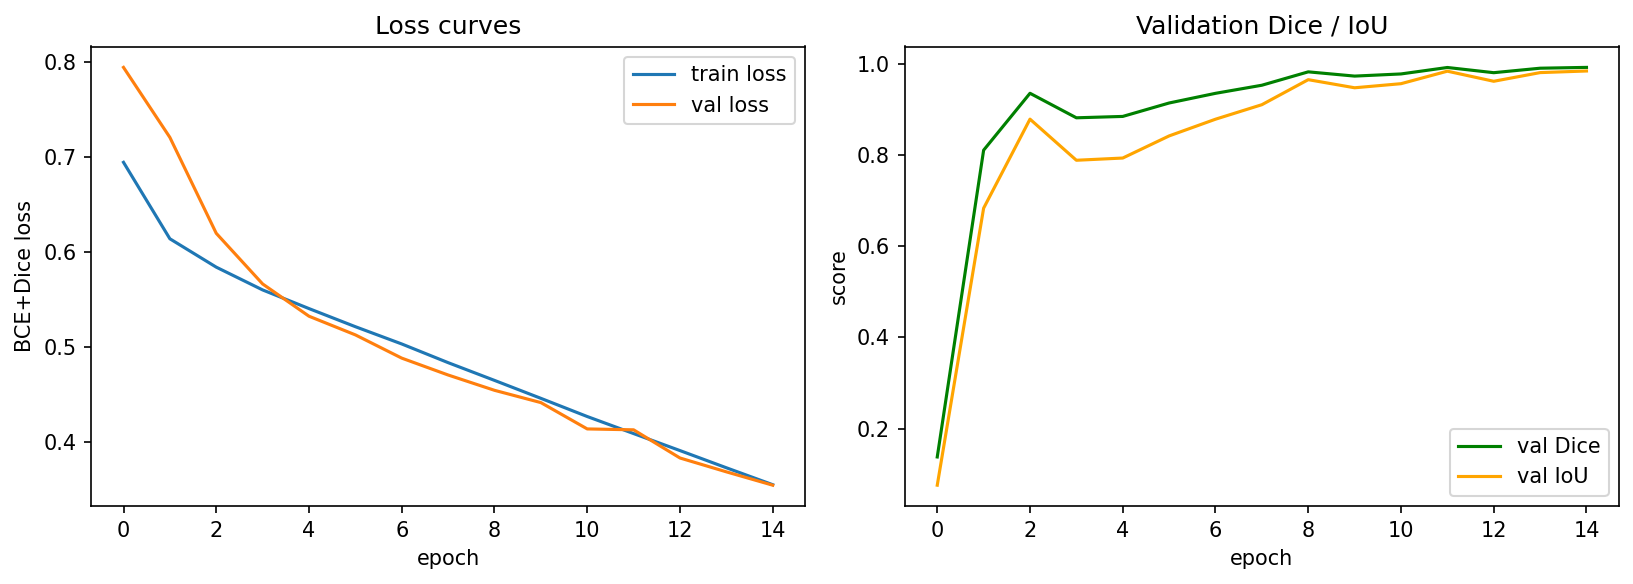 Loss curves
train loss
val loss
BCE+Dice loss
0.8
0.7
0.6
0.5
0.4
0 2 4 6 8 10 12 14
epoch
Validation Dice / IoU
score
1.0
0.8
0.6
0.4
0.2
val Dice
val IoU
0 2 4 6 8 10 12 14
epoch